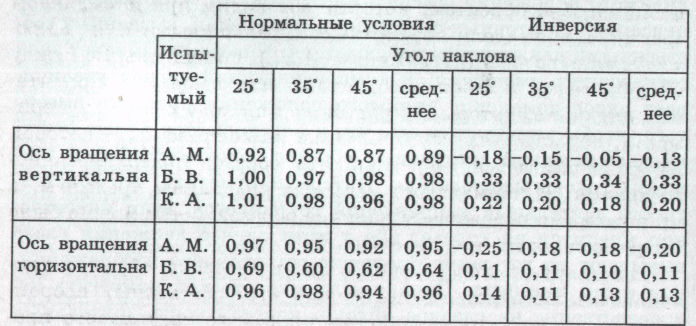 Нормальные условия Инверсия
Испы- Угол наклона
туе-
мый 25° 35° 45° сред- 25° 35° 45° сред-
нее нее
Ось вращения А. М. 0,92 0,87 0,87 0,89 –0,18 –0,15 –0,05 –0,13
вертикальна Б. В. 1,00 0,97 0,98 0,98 0,33 0,33 0,34 0,33
К. А. 1,01 0,98 0,96 0,98 0,22 0,20 0,18 0,20
Ось вращения А. М. 0,97 0,95 0,92 0,95 –0,25 –0,18 –0,18 –0,20
горизонтальна Б. В. 0,69 0,60 0,62 0,64 0,11 0,11 0,10 0,11
К. А. 0,96 0,98 0,94 0,96 0,14 0,11 0,13 0,13